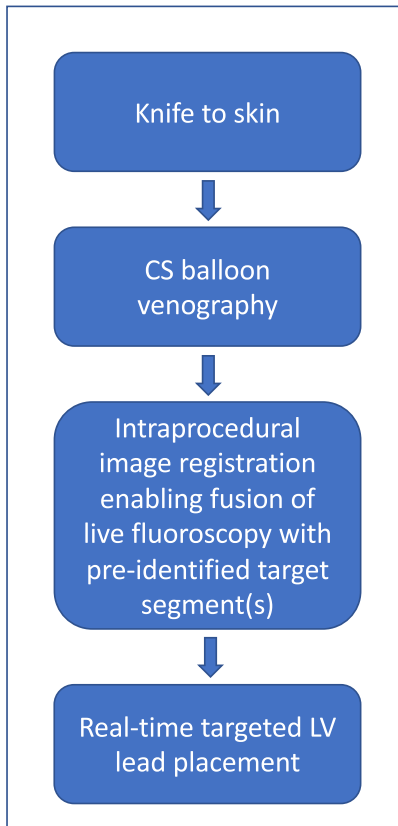 Knife to skin
CS balloon
venography
Intraprocedural
image registration
enabling fusion of
live fluoroscopy with
pre-identified target
segment(s)
Real-time targeted LV
lead placement